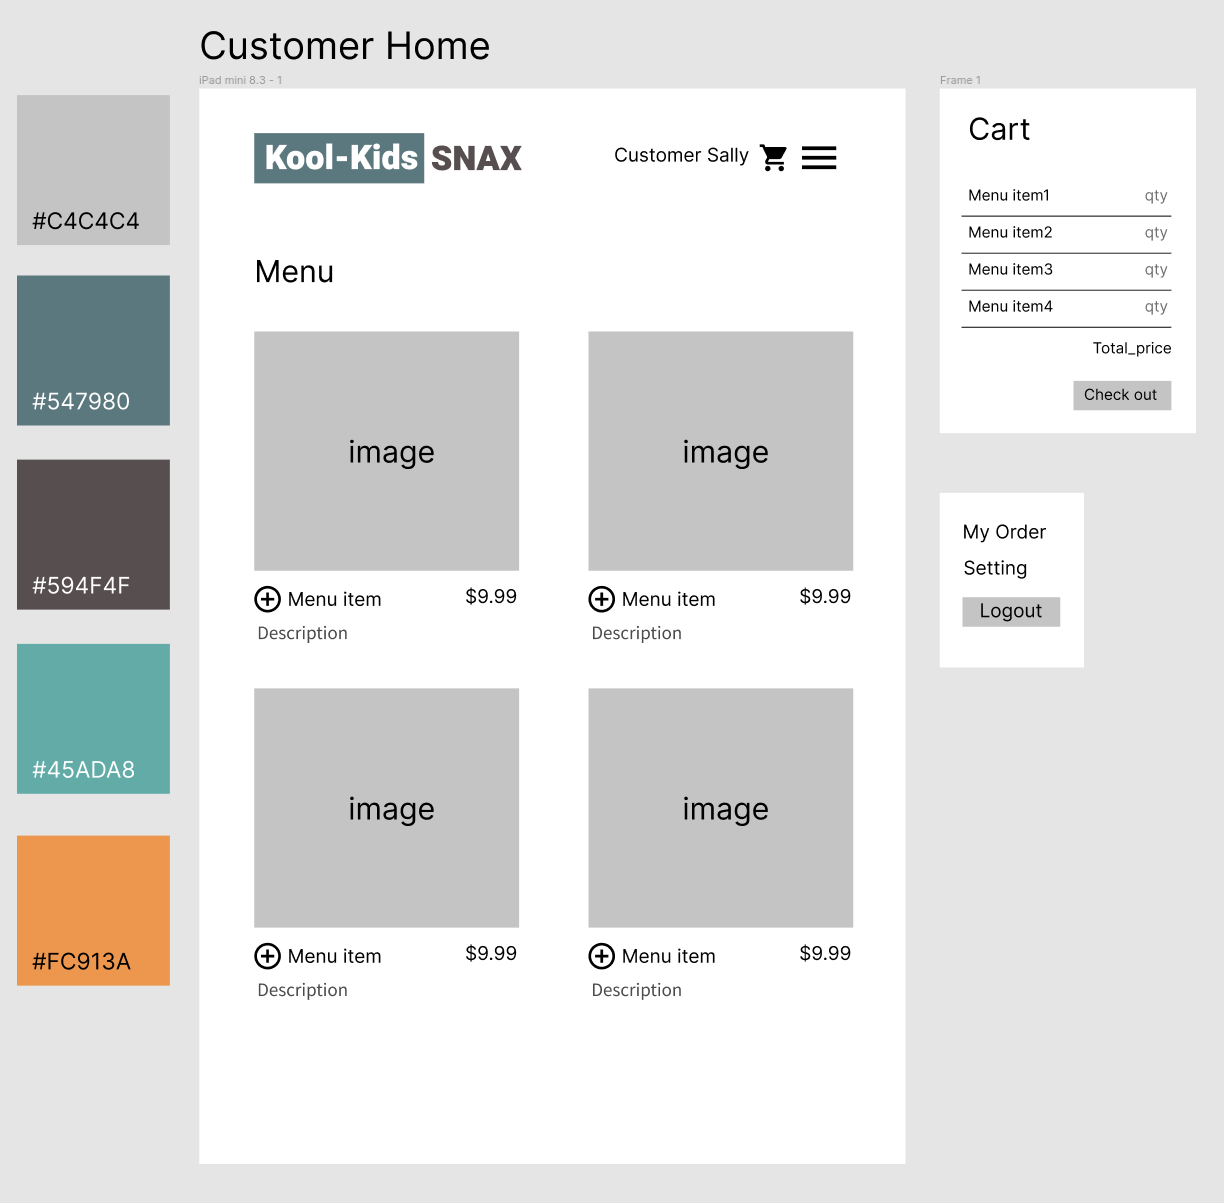 Customer Home
iPad mini 8.3 - 1
Kool-Kids SNAX
Customer Sally
Menu
image
image
Menu item $9.99
Description
Menu item $9.99
Description
image
image
Menu item $9.99
Description
Menu item $9.99
Description
#C4C4C4
#547980
#594F4F
#45ADA8
#FC913A
Frame 1
Cart
Menu item1 qty
Menu item2 qty
Menu item3 qty
Menu item4 qty
Total_price
Check out
My Order
Setting
Logout